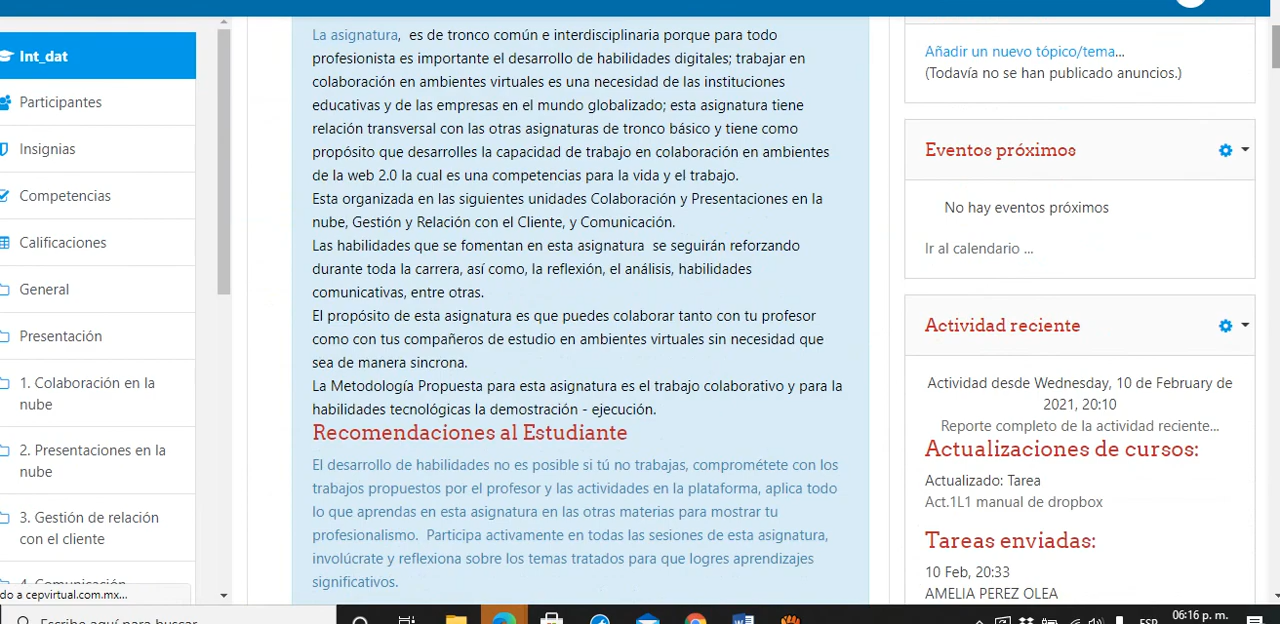 Int_dat
Participantes
Insignias
Competencias
Calificaciones
General
Presentación
1. Colaboración en la
nube
2. Presentaciones en la
nube
3. Gestión de relación
con el cliente
4. Comunicación
do a cepvirtual.com.mx...
La asignatura, es de tronco común e interdisciplinaria porque para todo
profesionista es importante el desarrollo de habilidades digitales; trabajar en
colaboración en ambientes virtuales es una necesidad de las instituciones
educativas y de las empresas en el mundo globalizado; esta asignatura tiene
relación transversal con las otras asignaturas de tronco básico y tiene como
propósito que desarrolles la capacidad de trabajo en colaboración en ambientes
de la web 2.0 la cual es una competencias para la vida y el trabajo.
Esta organizada en las siguientes unidades Colaboración y Presentaciones en la
nube, Gestión y Relación con el Cliente, y Comunicación.
Las habilidades que se fomentan en esta asignatura se seguirán reforzando
durante toda la carrera, así como, la reflexión, el análisis, habilidades
comunicativas, entre otras.
El propósito de esta asignatura es que puedes colaborar tanto con tu profesor
como con tus compañeros de estudio en ambientes virtuales sin necesidad que
sea de manera sincrona.
La Metodología Propuesta para esta asignatura es el trabajo colaborativo y para la
habilidades tecnológicas la demostración - ejecución.
Recomendaciones al Estudiante
El desarrollo de habilidades no es posible si tú no trabajas, comprométete con los
trabajos propuestos por el profesor y las actividades en la plataforma, aplica todo
lo que aprendas en esta asignatura en las otras materias para mostrar tu
profesionalismo. Participa activamente en todas las sesiones de esta asignatura,
involúcrate y reflexiona sobre los temas tratados para que logres aprendizajes
significativos.
Añadir un nuevo tópico/tema...
(Todavía no se han publicado anuncios.)
Eventos próximos
No hay eventos próximos
Ir al calendario ...
Actividad reciente
Actividad desde Wednesday, 10 de February de
2021, 20:10
Reporte completo de la actividad reciente...
Actualizaciones de cursos:
Actualizado: Tarea
Act.1L1 manual de dropbox
Tareas enviadas:
10 Feb, 20:33
AMELIA PEREZ OLEA
Escribe aquí para buscar
ESP
06:16 p. m.